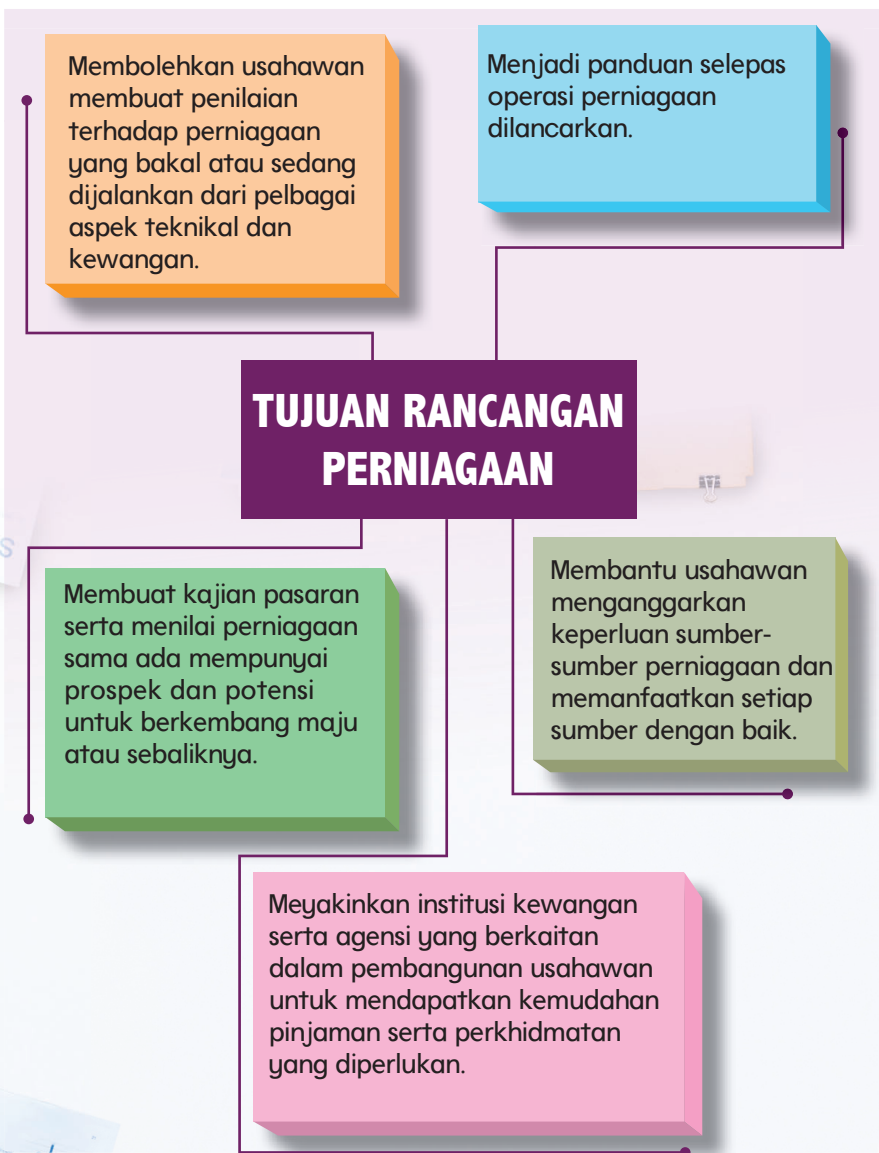 Membolehkan usahawan
membuat penilaian
terhadap perniagaan
yang bakal atau sedang
dijalankan dari pelbagai
aspek teknikal dan
kewangan.
Menjadi panduan selepas
operasi perniagaan
dilancarkan.
TUJUAN RANCANGAN
PERNIAGAAN
Membuat kajian pasaran
serta menilai perniagaan
sama ada mempunyai
prospek dan potensi
untuk berkembang maju
atau sebaliknya.
Membantu usahawan
menganggarkan
keperluan sumber-
sumber perniagaan dan
memanfaatkan setiap
sumber dengan baik.
Meyakinkan institusi kewangan
serta agensi yang berkaitan
dalam pembangunan usahawan
untuk mendapatkan kemudahan
pinjaman serta perkhidmatan
yang diperlukan.